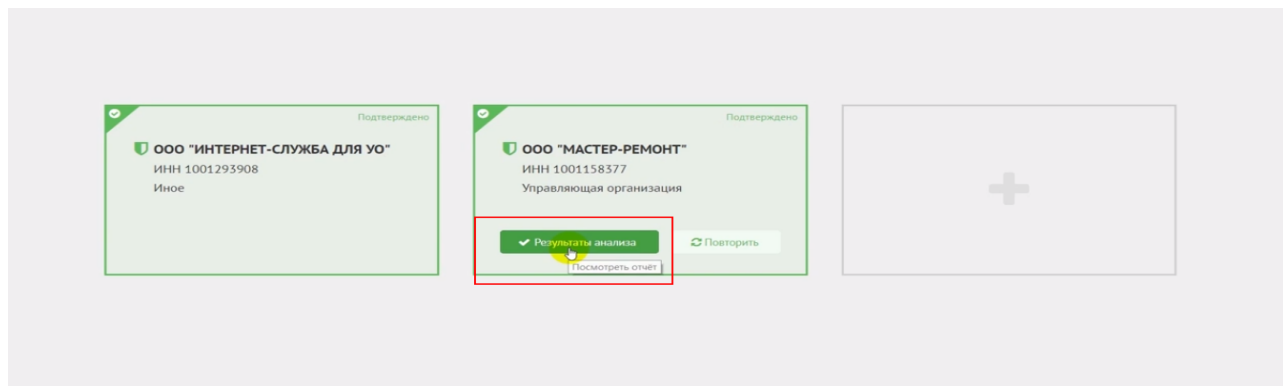 Подтверждено
ООО "ИНТЕРНЕТ-СЛУЖБА ДЛЯ УО"
ИНН 1001293908
Иное
Подтверждено
ООО "МАСТЕР-РЕМОНТ"
ИНН 1001158377
Управляющая организация
Результаты анализа
Повторить
Посмотреть отчёт